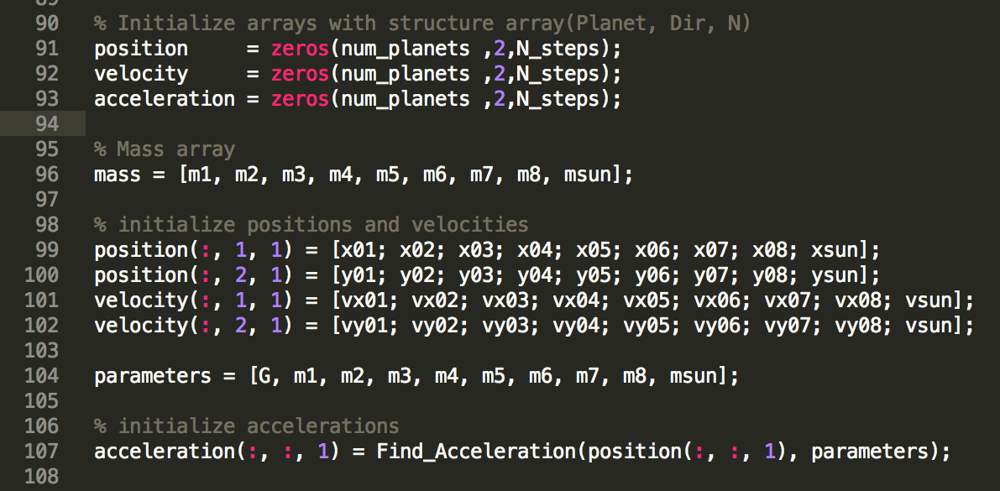 89
90 % Initialize arrays with structure array(Planet, Dir, N)
91 position     = zeros(num_planets ,2,N_steps);
92 velocity     = zeros(num_planets ,2,N_steps);
93 acceleration = zeros(num_planets ,2,N_steps);
94
95 % Mass array
96 mass = [m1, m2, m3, m4, m5, m6, m7, m8, msun];
97
98 % initialize positions and velocities
99 position(:, 1, 1) = [x01; x02; x03; x04; x05; x06; x07; x08; xsun];
100 position(:, 2, 1) = [y01; y02; y03; y04; y05; y06; y07; y08; ysun];
101 velocity(:, 1, 1) = [vx01; vx02; vx03; vx04; vx05; vx06; vx07; vx08; vsun];
102 velocity(:, 2, 1) = [vy01; vy02; vy03; vy04; vy05; vy06; vy07; vy08; vsun];
103
104 parameters = [G, m1, m2, m3, m4, m5, m6, m7, m8, msun];
105
106 % initialize accelerations
107 acceleration(:, :, 1) = Find_Acceleration(position(:, :, 1), parameters);
108